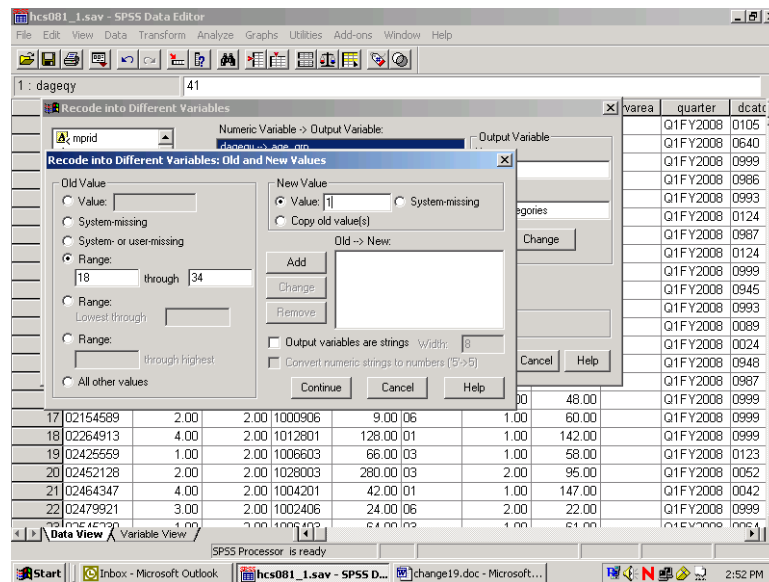 hcs081_1.sav - SPSS Data Editor
File Edit View Data Transform Analyze Graphs Utilities Add-ons Window Help
1 : dageqy 41
Recode into Different Variables
varea quarter dcatc
mprid
Numeric Variable -> Output Variable:
Output Variable
Q1FY2008 0105
Q1FY2008 0640
Recode into Different Variables: Old and New Values
Q1FY2008 0999
Old Value
New Value
Q1FY2008 0986
Value:
Value: 1
System-missing
Q1FY2008 0993
System-missing
Copy old value(s)
egories
Q1FY2008 0124
System- or user-missing
Old --> New:
Change
Q1FY2008 0987
Range:
Q1FY2008 0124
18 through 34
Add
Q1FY2008 0999
Change
Q1FY2008 0945
Range:
Lowest through
Remove
Q1FY2008 0993
Q1FY2008 0089
Range:
through highest
Output variables are strings Width: 8
Q1FY2008 0024
Convert numeric strings to numbers ('5'->5)
Cancel Help
Q1FY2008 0948
All other values
Continue Cancel Help
Q1FY2008 0987
00 48.00 Q1FY2008 0999
17 02154589 2.00 2.00 1000906 9.00 06 1.00 60.00 Q1FY2008 0999
18 02264913 4.00 2.00 1012801 128.00 01 1.00 142.00 Q1FY2008 0999
19 02425559 1.00 2.00 1006603 66.00 03 1.00 58.00 Q1FY2008 0123
20 02452128 2.00 2.00 1028003 280.00 03 2.00 95.00 Q1FY2008 0052
21 02464347 4.00 2.00 1004201 42.00 01 1.00 147.00 Q1FY2008 0042
22 02479921 3.00 2.00 1002406 24.00 06 2.00 22.00 Q1FY2008 0999
Data View Variable View
SPSS Processor is ready
Start Inbox - Microsoft Outlook hcs081_1.sav - SPSS D... change19.doc - Microsoft... 2:52 PM